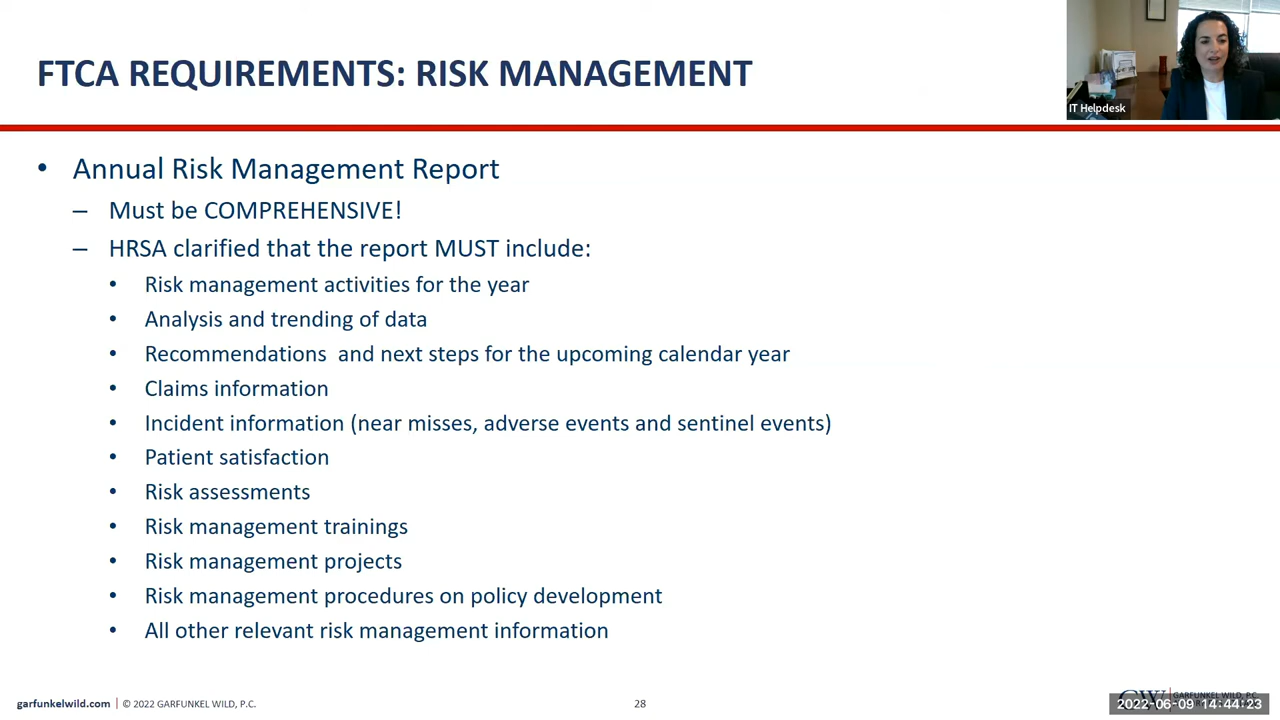 FTCA REQUIREMENTS: RISK MANAGEMENT
IT Helpdesk
• Annual Risk Management Report
– Must be COMPREHENSIVE!
– HRSA clarified that the report MUST include:
• Risk management activities for the year
• Analysis and trending of data
• Recommendations and next steps for the upcoming calendar year
• Claims information
• Incident information (near misses, adverse events and sentinel events)
• Patient satisfaction
• Risk assessments
• Risk management trainings
• Risk management projects
• Risk management procedures on policy development
• All other relevant risk management information
garfunkelwild.com | © 2022 GARFUNKEL WILD, P.C.
28
GW GARFUNKEL WILD, P.C.
2022-06-09 14:44:23